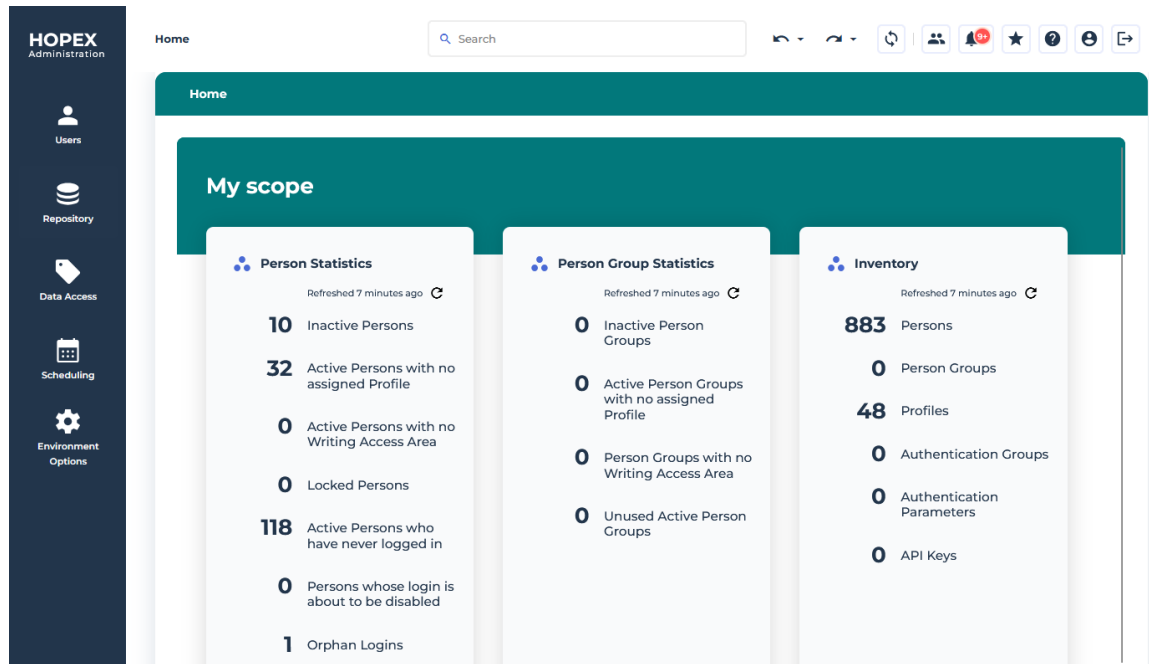 HOPEX
Administration
Home
Search
9+
Users
Repository
Data Access
Scheduling
Environment
Options
Home
My scope
Person Statistics
Refreshed 7 minutes ago
10 Inactive Persons
32 Active Persons with no
assigned Profile
0 Active Persons with no
Writing Access Area
0 Locked Persons
118 Active Persons who
have never logged in
0 Persons whose login is
about to be disabled
1 Orphan Logins
Person Group Statistics
Refreshed 7 minutes ago
0 Inactive Person
Groups
0 Active Person Groups
with no assigned
Profile
0 Person Groups with no
Writing Access Area
0 Unused Active Person
Groups
Inventory
Refreshed 7 minutes ago
883 Persons
0 Person Groups
48 Profiles
0 Authentication Groups
0 Authentication
Parameters
0 API Keys